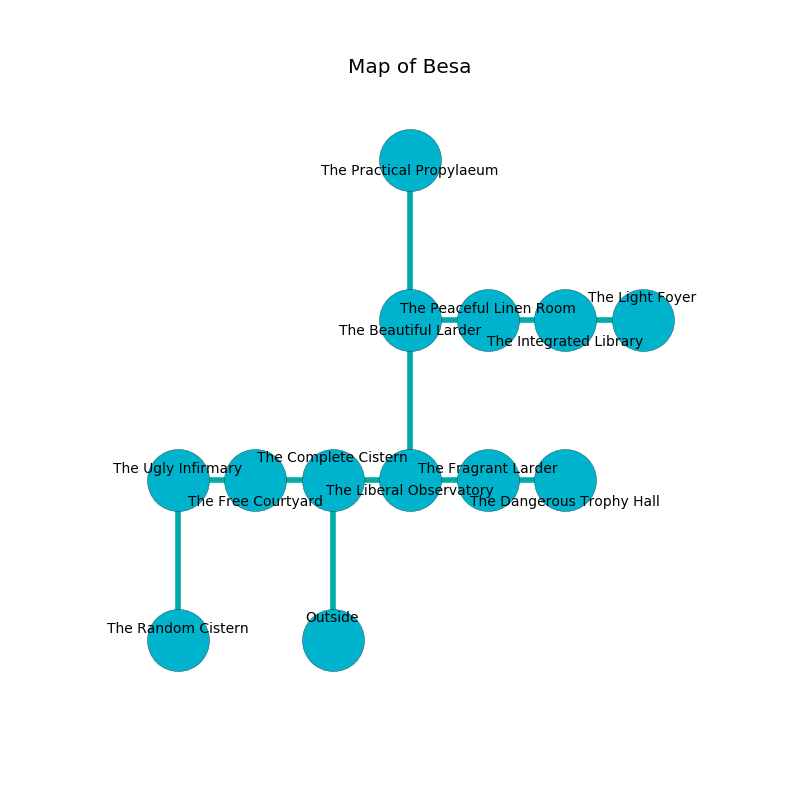 Map of Besa
The Practical Propylaeum
The Light Foyer
The Peaceful Linen Room
The Beautiful Larder
The Integrated Library
The Complete Cistern
The Ugly Infirmary
The Fragrant Larder
The Liberal Observatory
The Free Courtyard
The Dangerous Trophy Hall
Outside
The Random Cistern